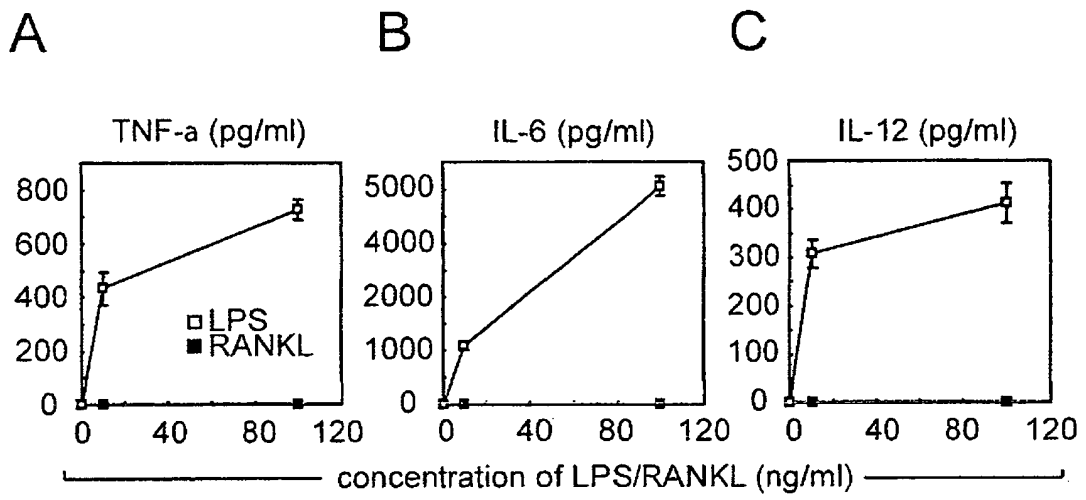 A
B
C
TNF-a (pg/ml)
IL-6 (pg/ml)
IL-12 (pg/ml)
800
600
400
200
0
LPS
RANKL
0 40 80 120
5000
4000
2000
1000
0
0 40 80 120
500
400
300
200
100
0
0 40 80 120
concentration of LPS/RANKL (ng/ml)